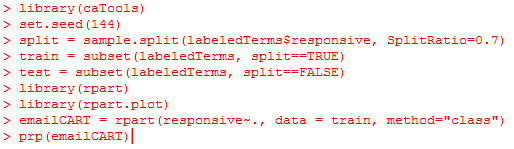 > library(caTools)
> set.seed(144)
> split = sample.split(labeledTerms$responsive, SplitRatio=0.7)
> train = subset(labeledTerms, split==TRUE)
> test = subset(labeledTerms, split==FALSE)
> library(rpart)
> library(rpart.plot)
> emailCART = rpart(responsive~., data = train, method="class")
> prp(emailCART)